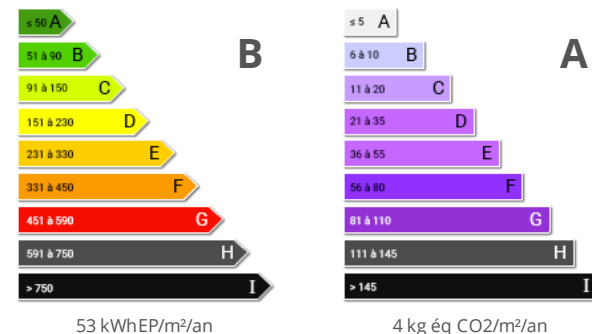 ≤ 50 A
51 à 90 B
91 à 150 C
151 à 230 D
231 à 330 E
331 à 450 F
451 à 590 G
591 à 750 H
> 750 I
B
53 kWhEP/m²/an
≤ 5 A
6 à 10 B
11 à 20 C
21 à 35 D
36 à 55 E
56 à 80 F
81 à 110 G
111 à 145 H
> 145 I
A
4 kg éq CO2/m²/an